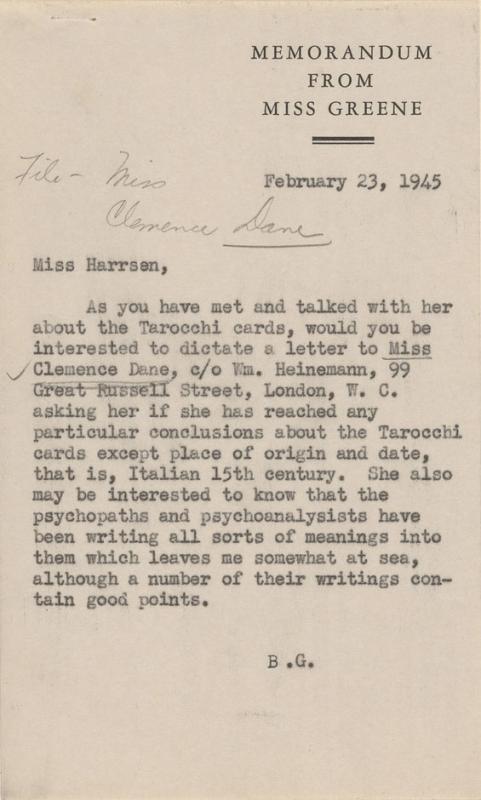 MEMORANDUM
FROM
MISS GREENE
File - Miss
Clemence Dane
February 23, 1945
Miss Harrsen,
As you have met and talked with her
about the Tarocchi cards, would you be
interested to dictate a letter to Miss
Clemence Dane, c/o Wm. Heinemann, 99
Great Russell Street, London, W. C.
asking her if she has reached any
particular conclusions about the Tarocchi
cards except place of origin and date,
that is, Italian 15th century. She also
may be interested to know that the
psychopaths and psychoanalysists have
been writing all sorts of meanings into
them which leaves me somewhat at sea,
although a number of their writings con-
tain good points.
B.G.